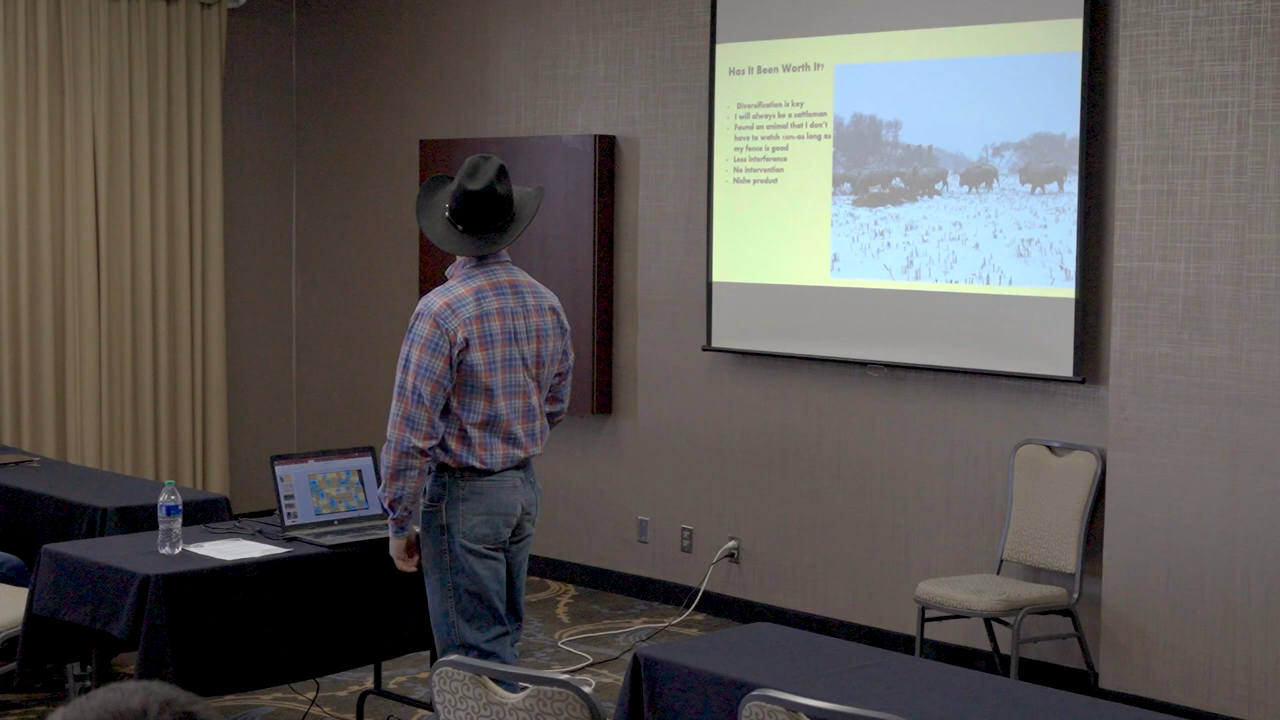 Has It Been Worth It?
- Diversification is key
- I will always be a cattleman
- Found an animal that I don't
have to watch 100%-as long as
my fence is good
- Less interference
- No intervention
- Niche product